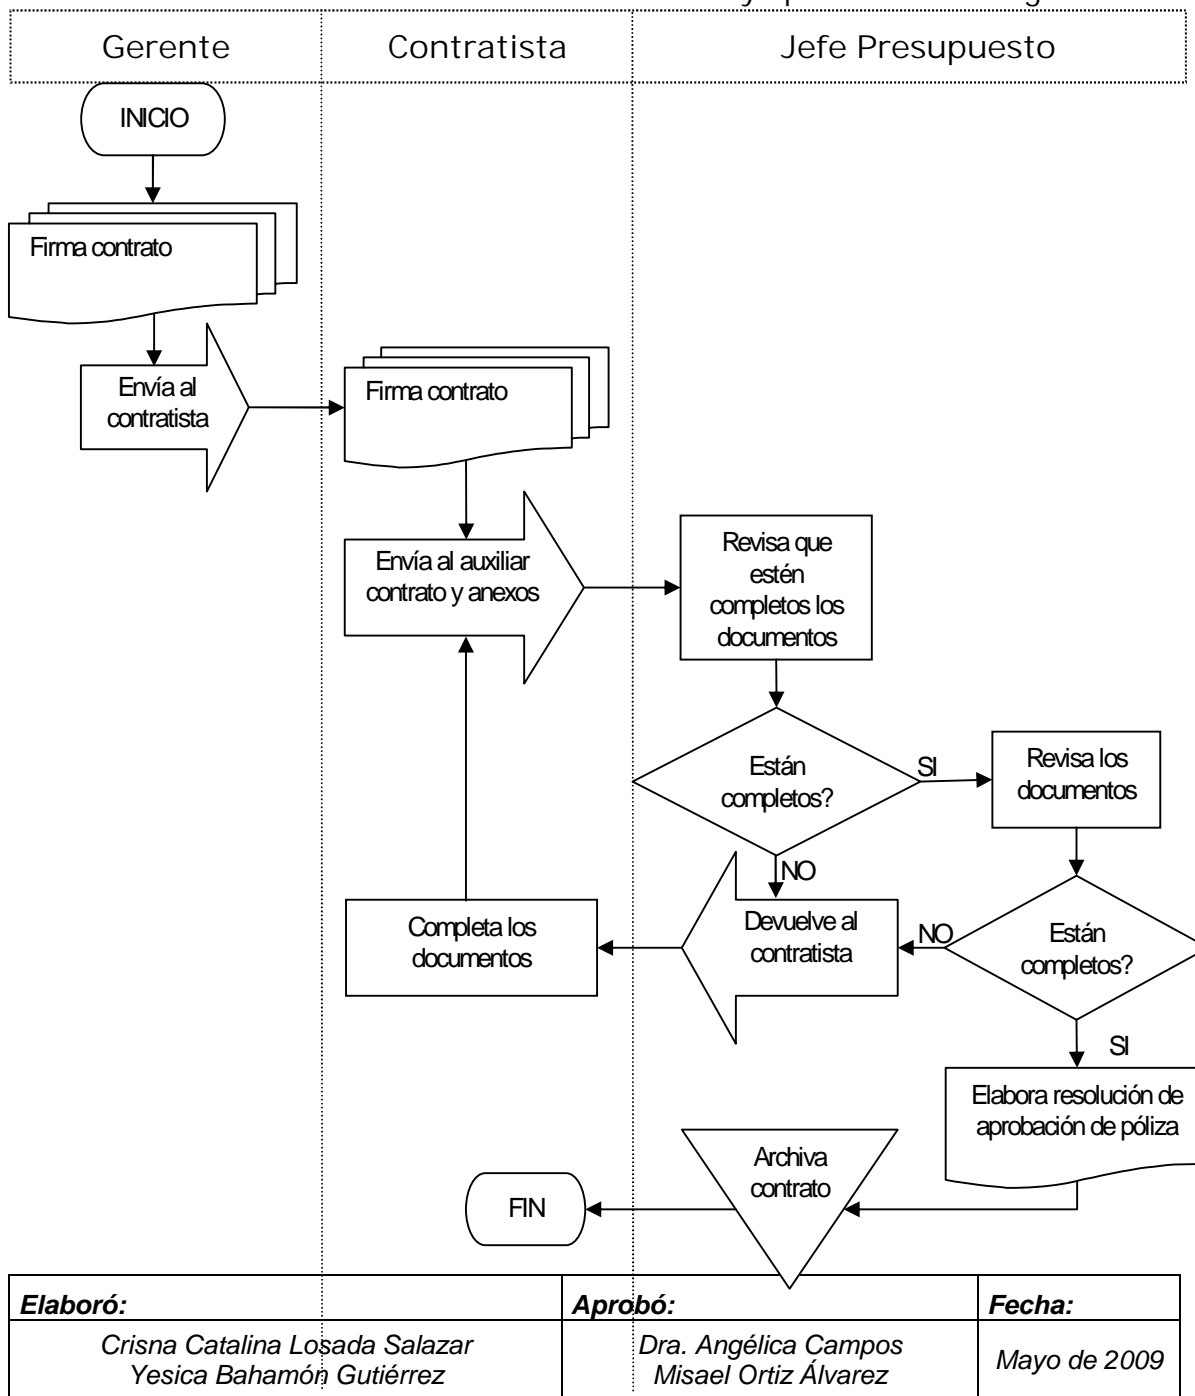 Gerente Contratista Jefe Presupuesto
INICIO
Firma contrato
Envía al
contratista
Firma contrato
Envía al auxiliar
contrato y anexos
Revisa que
estén
completos los
documentos
Están
completos?
SI
Revisa los
documentos
NO
Devuelve al
contratista
Completa los
documentos
NO
Están
completos?
SI
Elabora resolución de
aprobación de póliza
Archiva
contrato
FIN
Elaboró: Aprobó: Fecha:
Crisna Catalina Losada Salazar
Yesica Bahamón Gutiérrez
Dra. Angélica Campos
Misael Ortiz Álvarez
Mayo de 2009